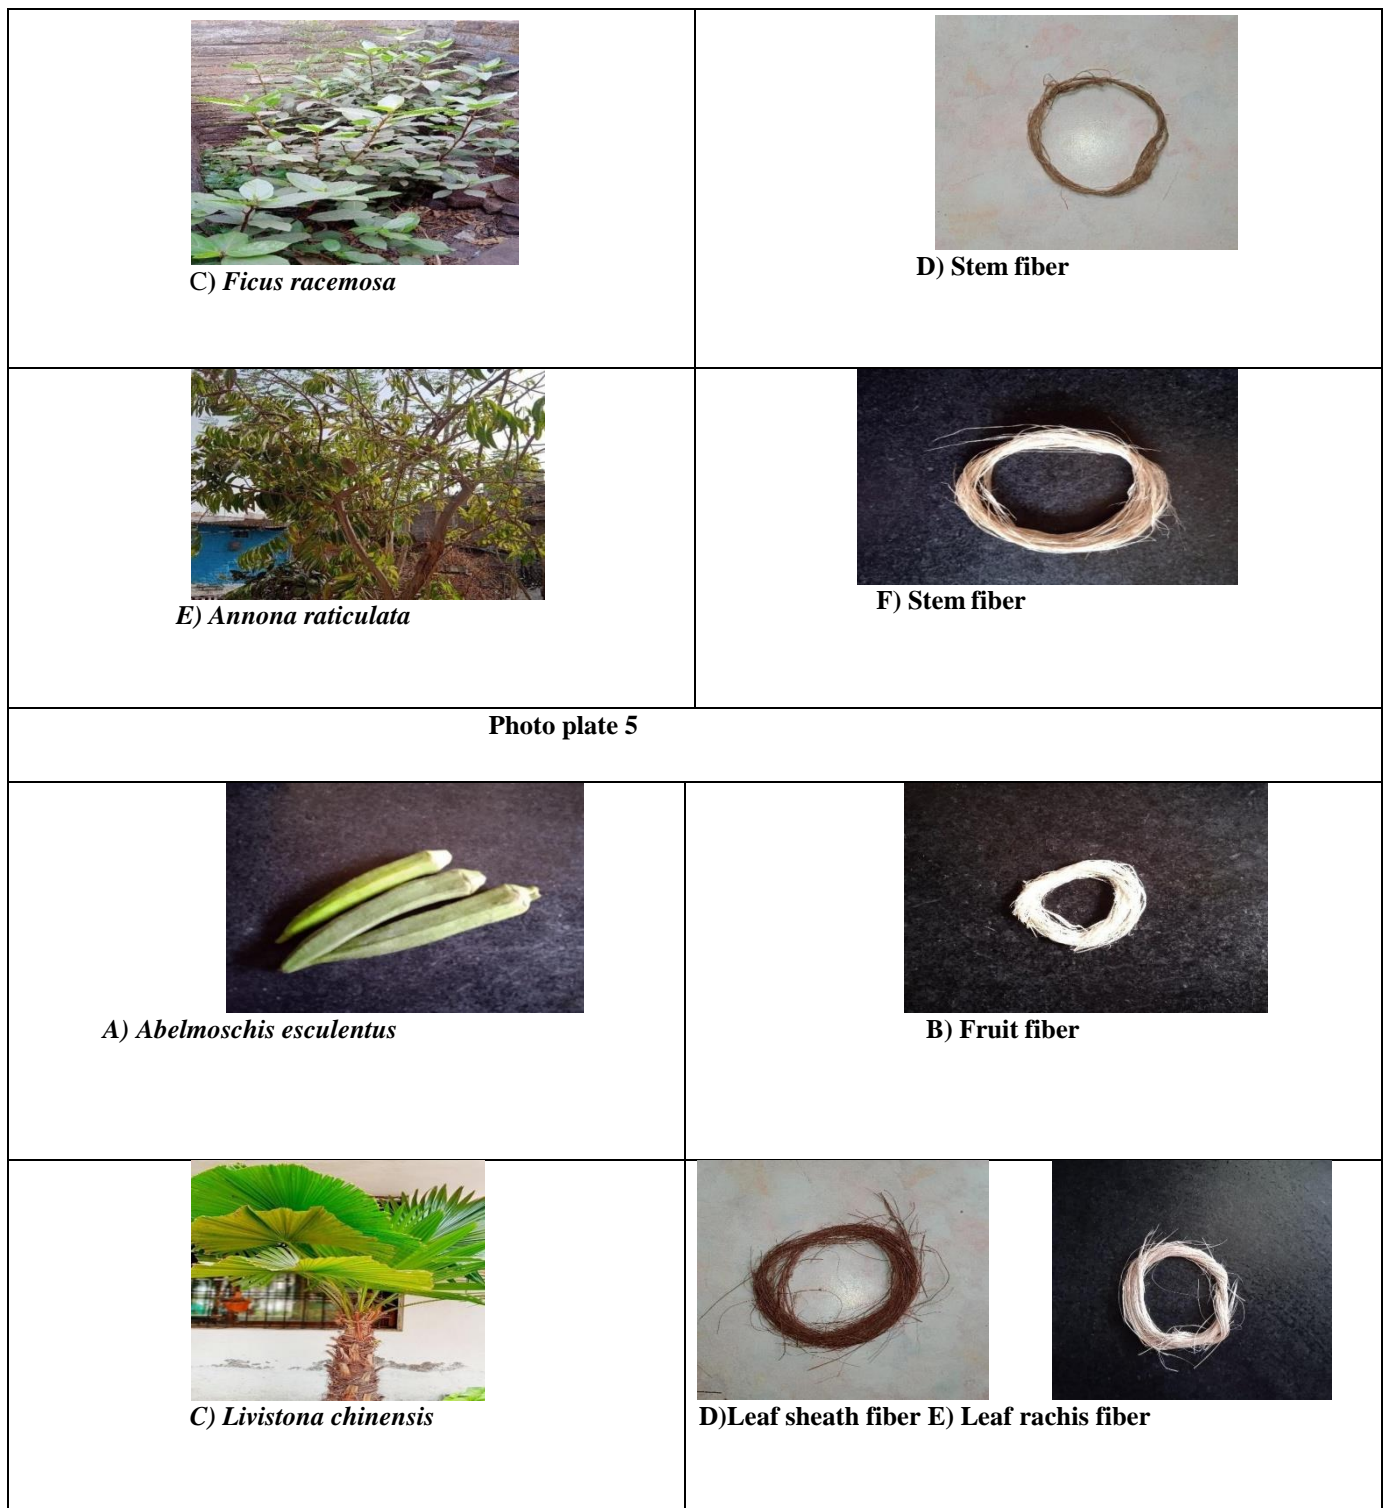 C) Ficus racemosa
D) Stem fiber
E) Annona raticulata
F) Stem fiber
Photo plate 5
A) Abelmoschis esculentus
B) Fruit fiber
C) Livistona chinensis
D)Leaf sheath fiber E) Leaf rachis fiber